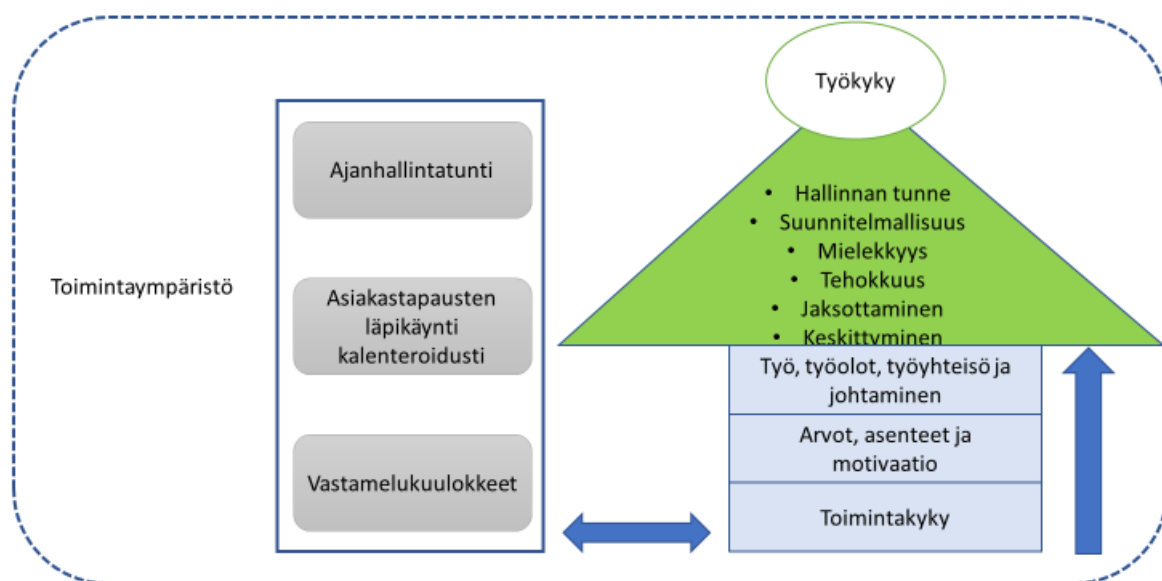 Toimintaympäristö
Ajanhallintatunti
Asiakastapausten
läpikäynti
kalenteroidusti
Vastamelukuulokkeet
Työkyky
• Hallinnan tunne
• Suunnitelmallisuus
• Mielekkyys
• Tehokkuus
• Jaksottaminen
• Keskittyminen
Työ, työolot, työyhteisö ja
johtaminen
Arvot, asenteet ja
motivaatio
Toimintakyky